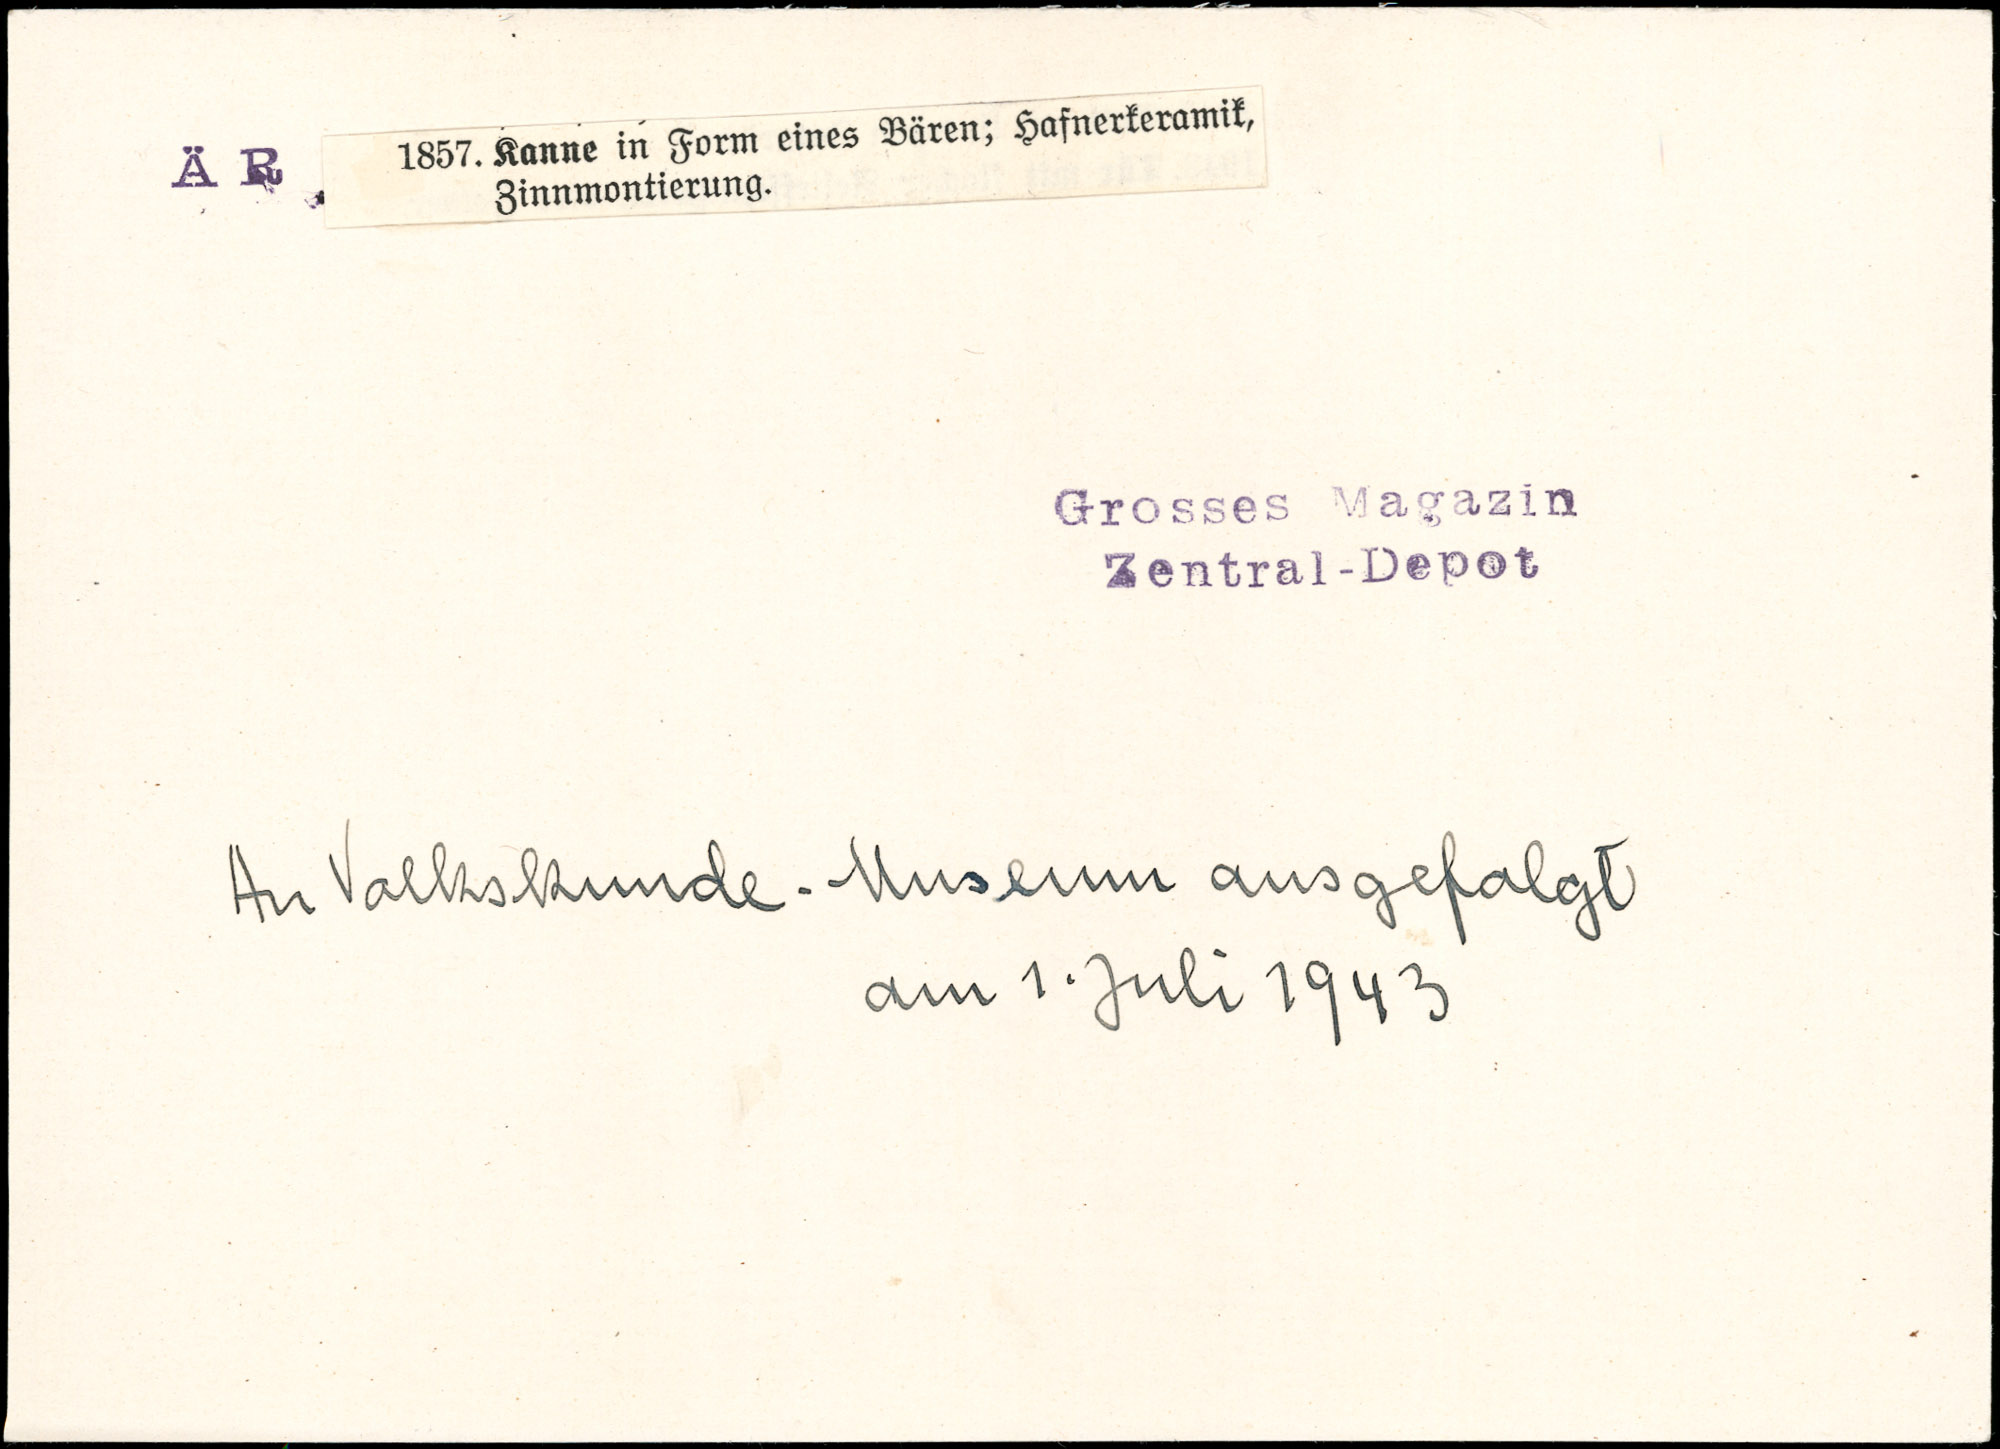 ÄR. 1857. Kanne in Form eines Bären; Hafnerkeramik,
Zinnmontierung.
Grosses Magazin
Zentral-Depot
An Volkskunde-Museum ausgefolgt
am 1. Juli 1943